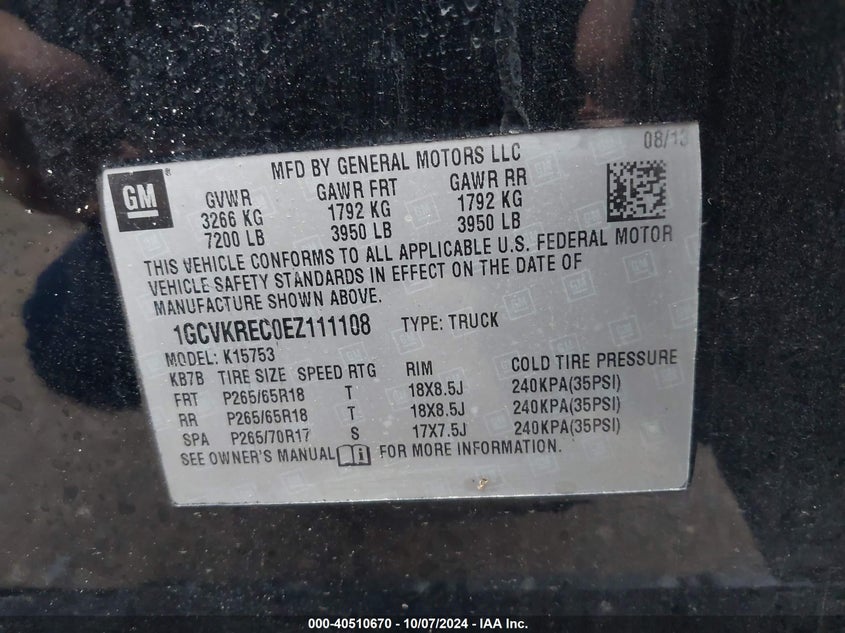 08/13
MFD BY GENERAL MOTORS LLC
GM
GVWR GAWR FRT GAWR RR
3266 KG 1792 KG 1792 KG
7200 LB 3950 LB 3950 LB
THIS VEHICLE CONFORMS TO ALL APPLICABLE U.S. FEDERAL MOTOR
VEHICLE SAFETY STANDARDS IN EFFECT ON THE DATE OF
MANUFACTURE SHOWN ABOVE.
1GCVKREC0EZ111108 TYPE: TRUCK
MODEL: K15753
KB7B TIRE SIZE SPEED RTG RIM COLD TIRE PRESSURE
FRT P265/65R18 T 18X8.5J 240KPA(35PSI)
RR P265/65R18 T 18X8.5J 240KPA(35PSI)
SPA P265/70R17 S 17X7.5J 240KPA(35PSI)
SEE OWNER'S MANUAL FOR MORE INFORMATION.
000-40510670 - 10/07/2024 - IAA Inc.